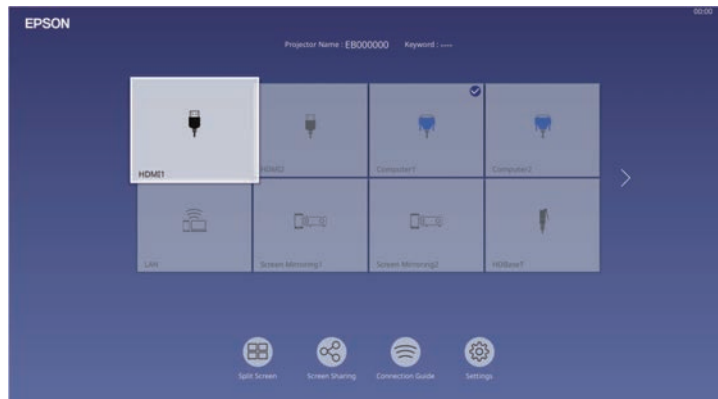 00:00
EPSON
Projector Name : EB000000 Keyword : ----
HDMI1
HDMI2
Computer1
Computer2
LAN
Screen Mirroring1
Screen Mirroring2
HDBaseT
Split Screen
Screen Sharing
Connection Guide
Settings